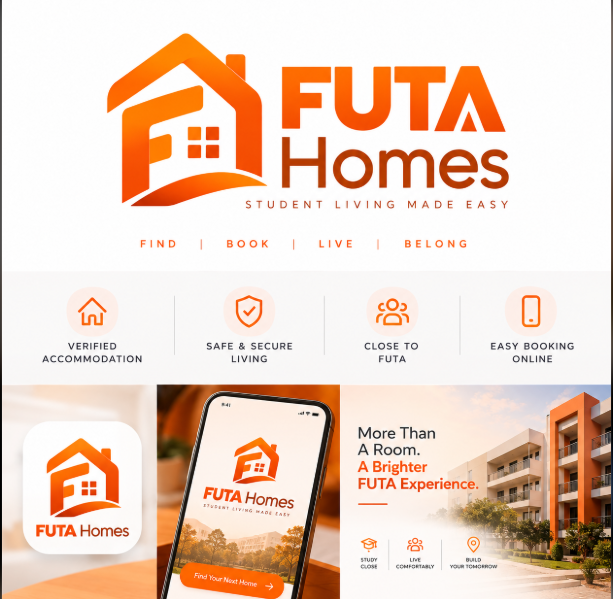 FUTA
Homes
STUDENT LIVING MADE EASY
FIND | BOOK | LIVE | BELONG
VERIFIED
ACCOMMODATION
SAFE & SECURE
LIVING
CLOSE TO
FUTA
EASY BOOKING
ONLINE
FUTA Homes
9:41
FUTA Homes
STUDENT LIVING MADE EASY
Find Your Next Home →
More Than
A Room.
A Brighter
FUTA Experience.
STUDY
CLOSE
LIVE
COMFORTABLY
BUILD
YOUR TOMORROW